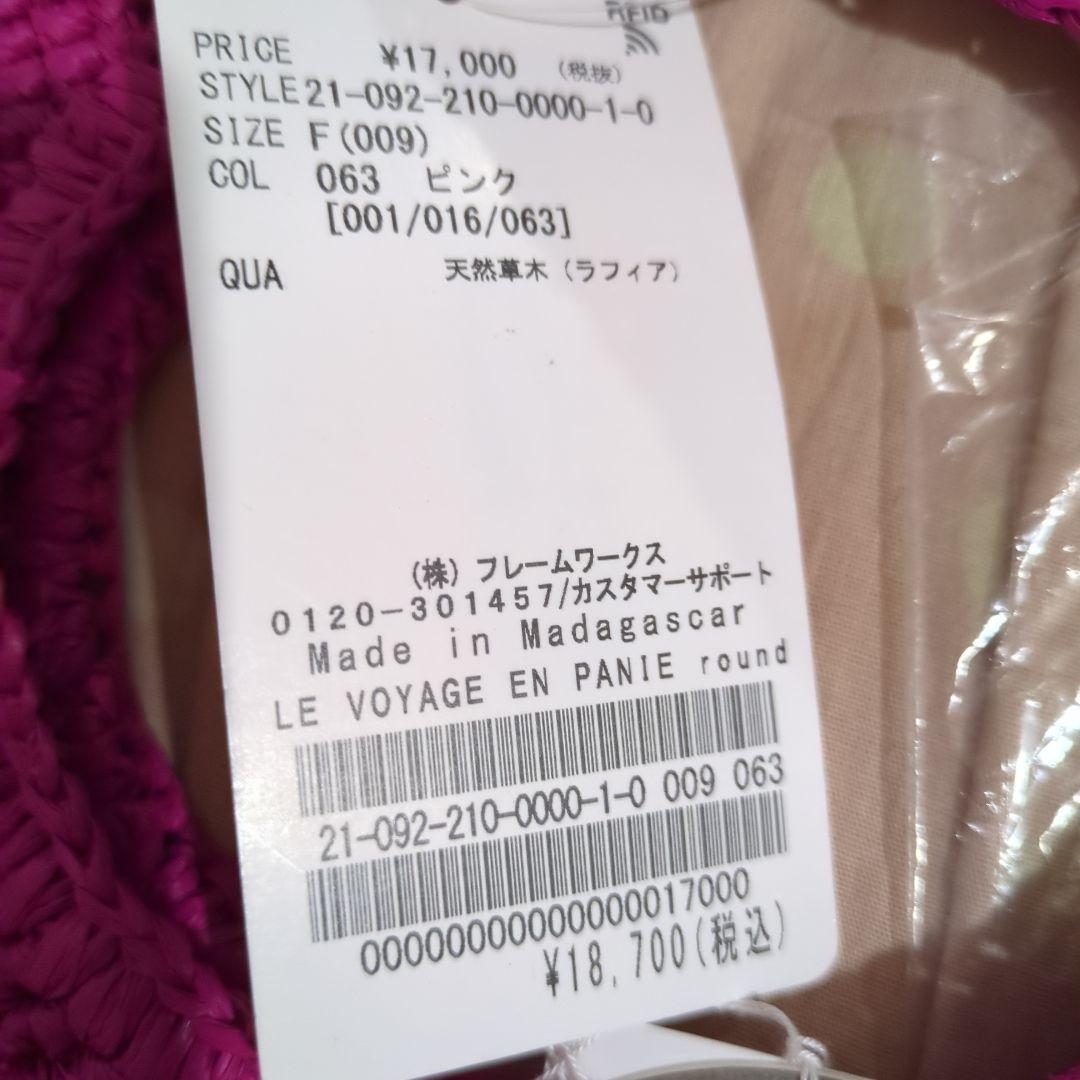 RFID
PRICE ¥17,000 (税抜)
STYLE 21-092-210-0000-1-0
SIZE F(009)
COL 063 ピンク
[001/016/063]
QUA 天然草木（ラフィア）
（株）フレームワークス
0120-301457/カスタマーサポート
Made in Madagascar
LE VOYAGE EN PANIE round
21-092-210-0000-1-0 009 063
00000000000000017000
¥18,700(税込)